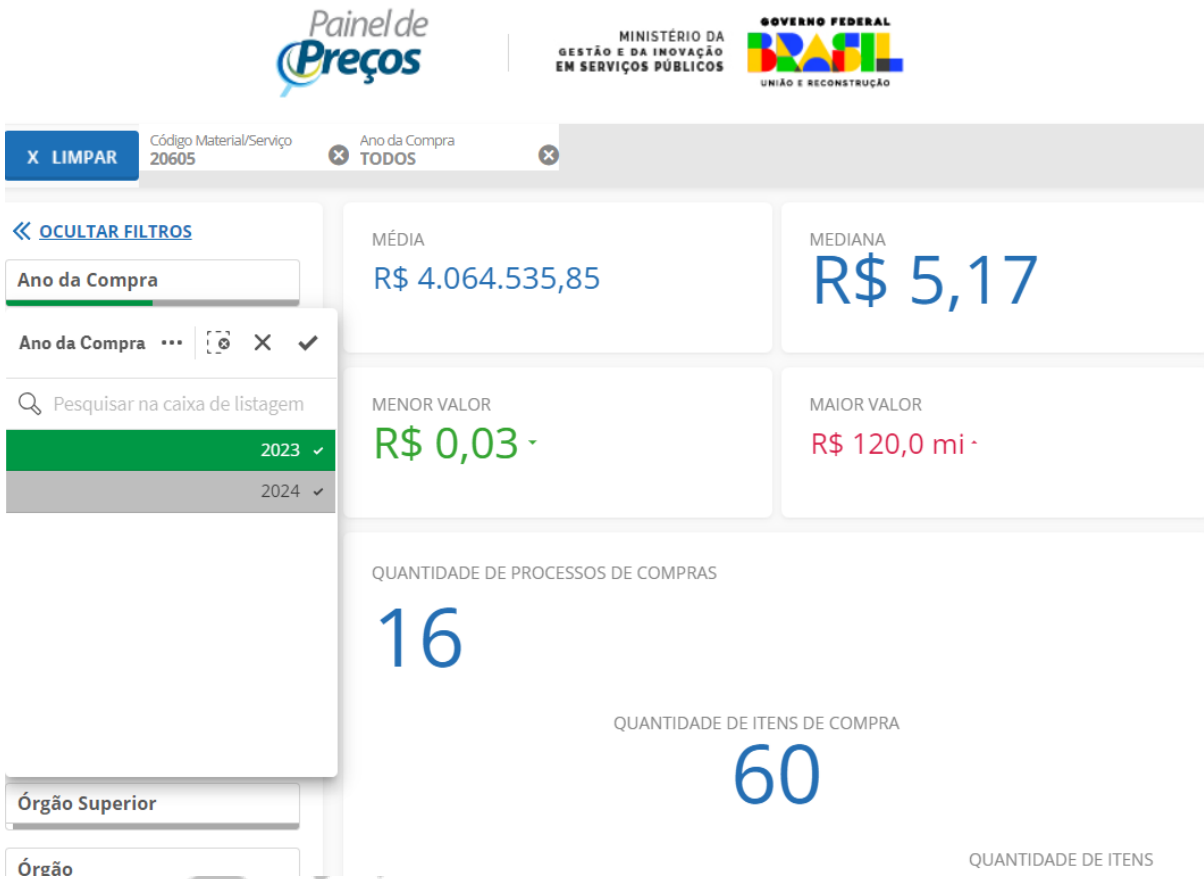 Painel de
Preços
MINISTÉRIO DA
GESTÃO E DA INOVAÇÃO
EM SERVIÇOS PÚBLICOS
GOVERNO FEDERAL
BRASIL
UNIÃO E RECONSTRUÇÃO
X LIMPAR
Código Material/Serviço
20605
Ano da Compra
TODOS
OCULTAR FILTROS
Ano da Compra
Ano da Compra
Pesquisar na caixa de listagem
2023
2024
Órgão Superior
Órgão
MÉDIA
R$ 4.064.535,85
MEDIANA
R$ 5,17
MENOR VALOR
R$ 0,03
MAIOR VALOR
R$ 120,0 mi
QUANTIDADE DE PROCESSOS DE COMPRAS
16
QUANTIDADE DE ITENS DE COMPRA
60
QUANTIDADE DE ITENS